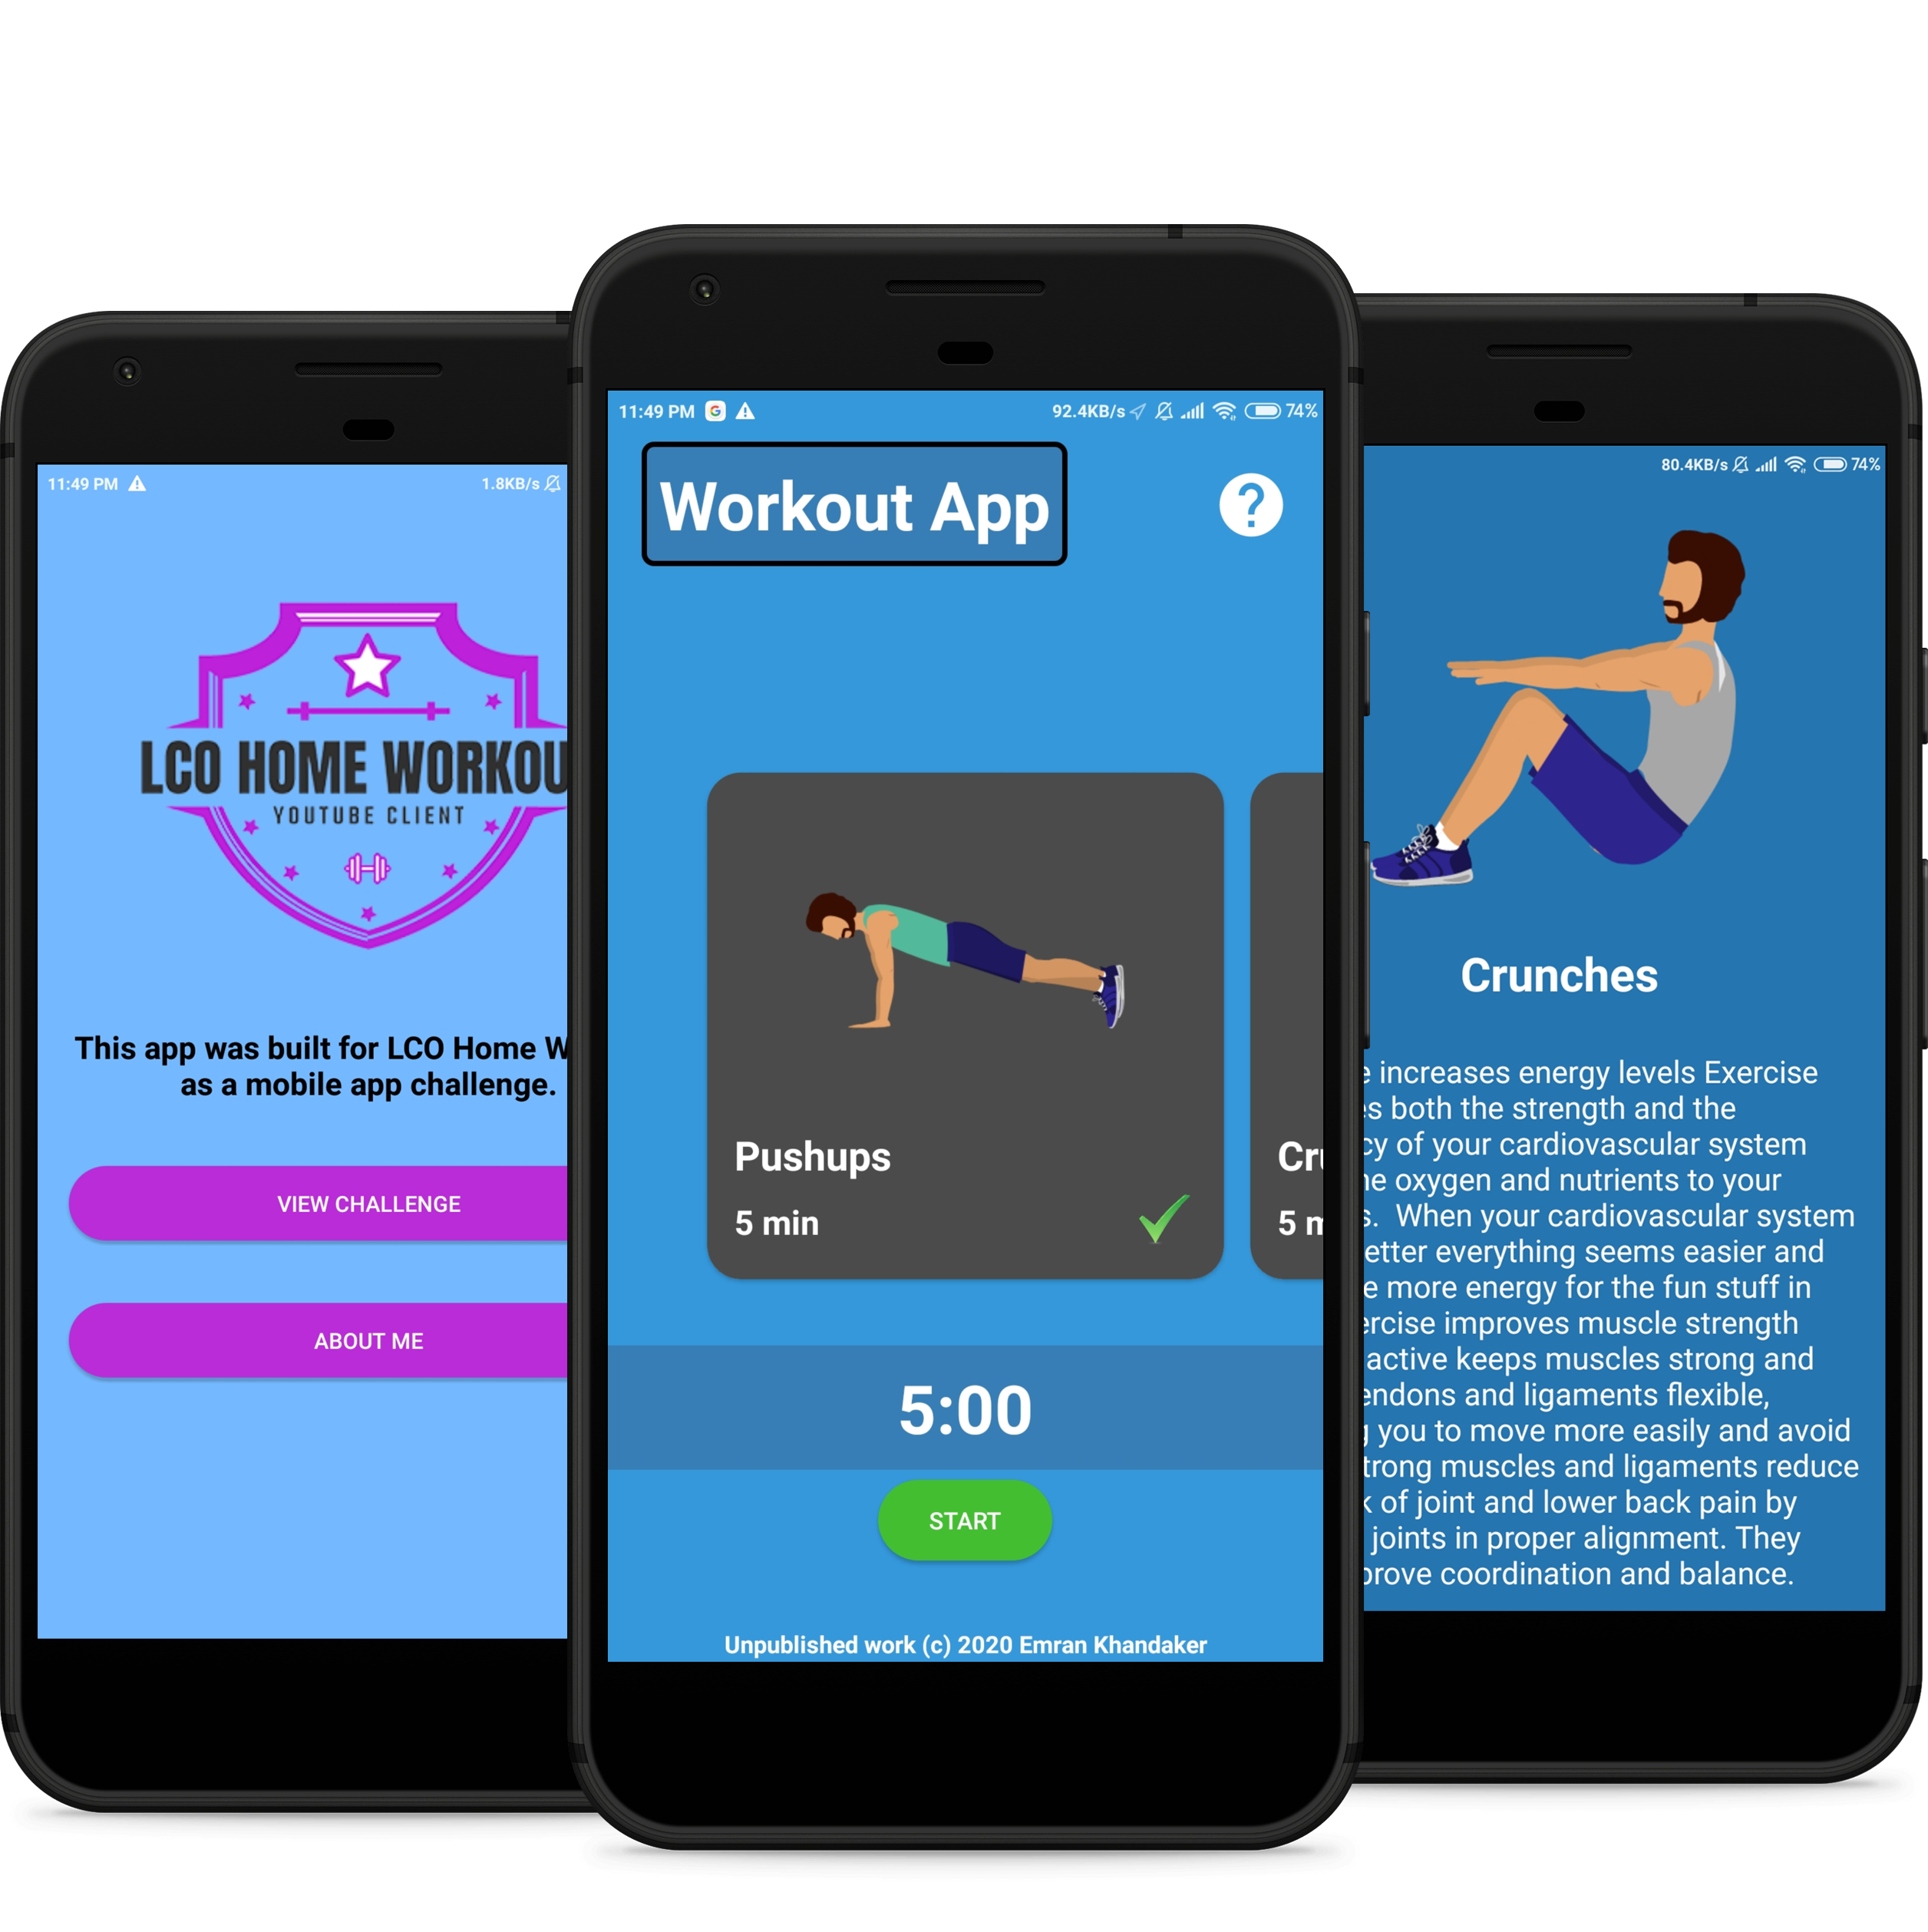 11:49 PM
1.8KB/s
LCO HOME WORKOU
YOUTUBE CLIENT
This app was built for LCO Home W
as a mobile app challenge.
VIEW CHALLENGE
ABOUT ME
11:49 PM G
92.4KB/s 74%
Workout App
?
Pushups
5 min
Cru
5 m
5:00
START
Unpublished work (c) 2020 Emran Khandaker
80.4KB/s 74%
Crunches
e increases energy levels Exercise
es both the strength and the
cy of your cardiovascular system
he oxygen and nutrients to your
s. When your cardiovascular system
etter everything seems easier and
e more energy for the fun stuff in
ercise improves muscle strength
active keeps muscles strong and
endons and ligaments flexible,
g you to move more easily and avoid
trong muscles and ligaments reduce
k of joint and lower back pain by
joints in proper alignment. They
prove coordination and balance.